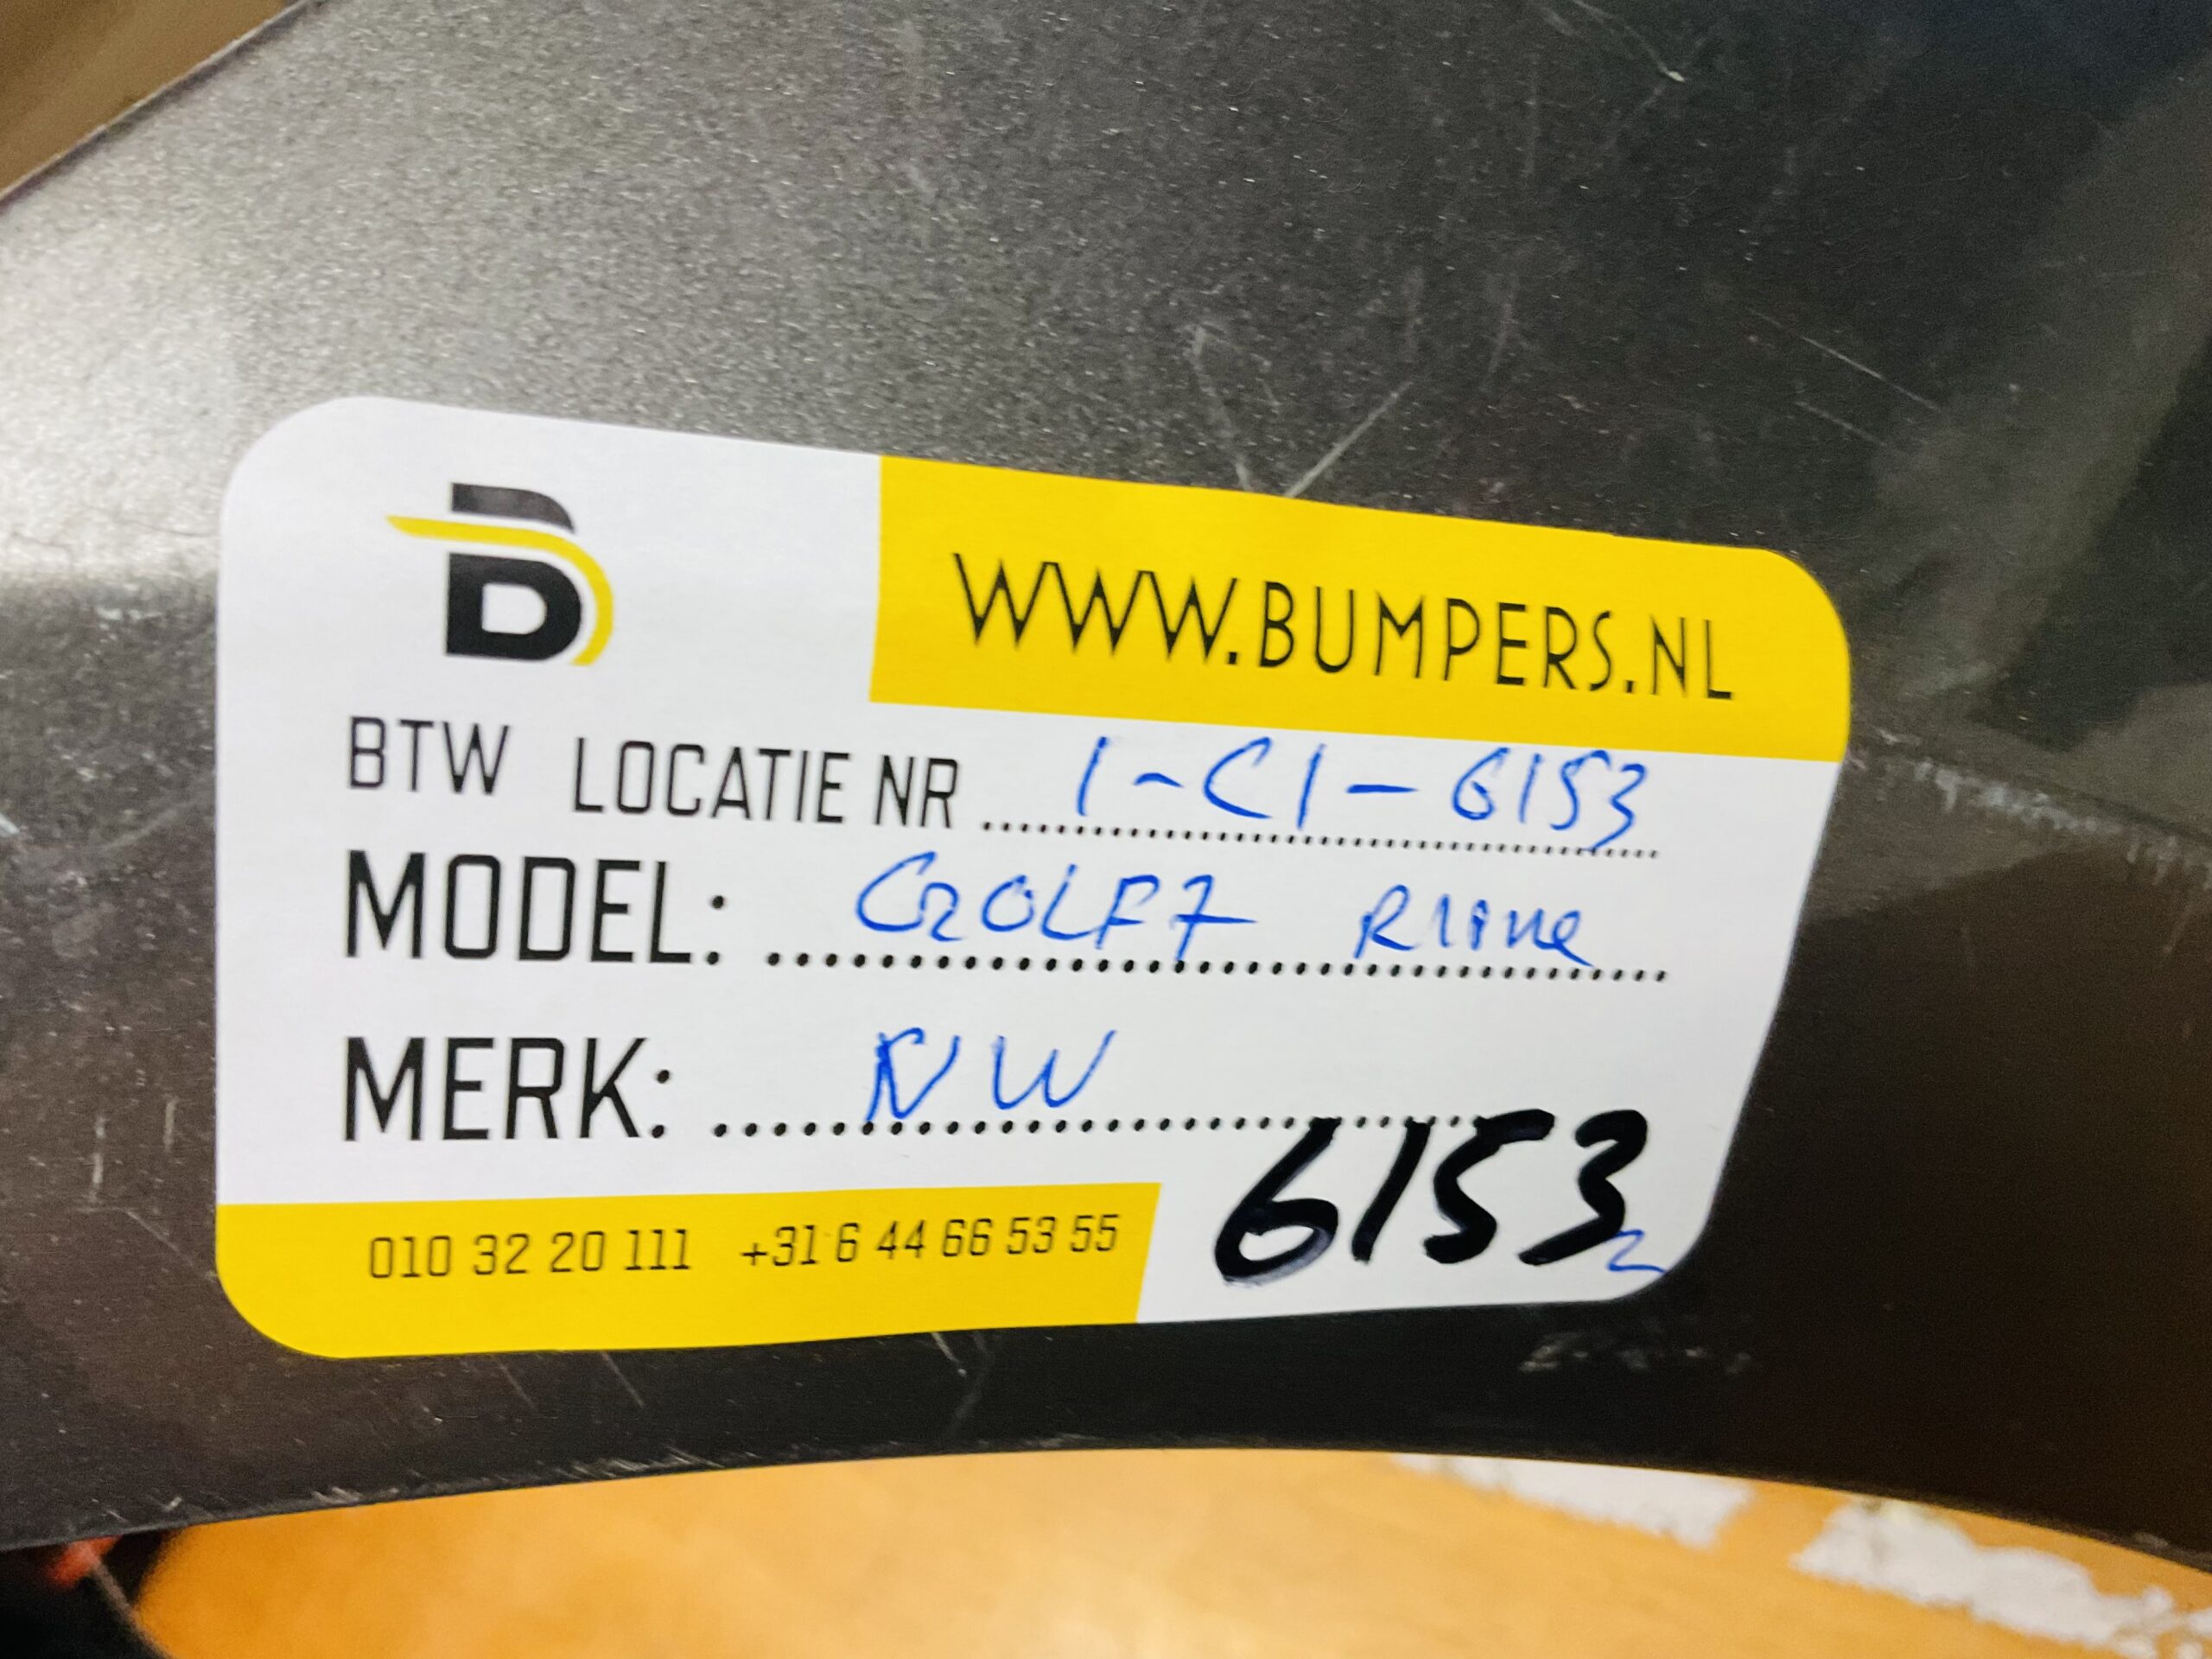 B
WWW.BUMPERS.NL
BTW LOCATIE NR 1-C1-6153
MODEL: GOLF7 Rline
MERK: VW
6153
010 32 20 111 +31 6 44 66 53 55